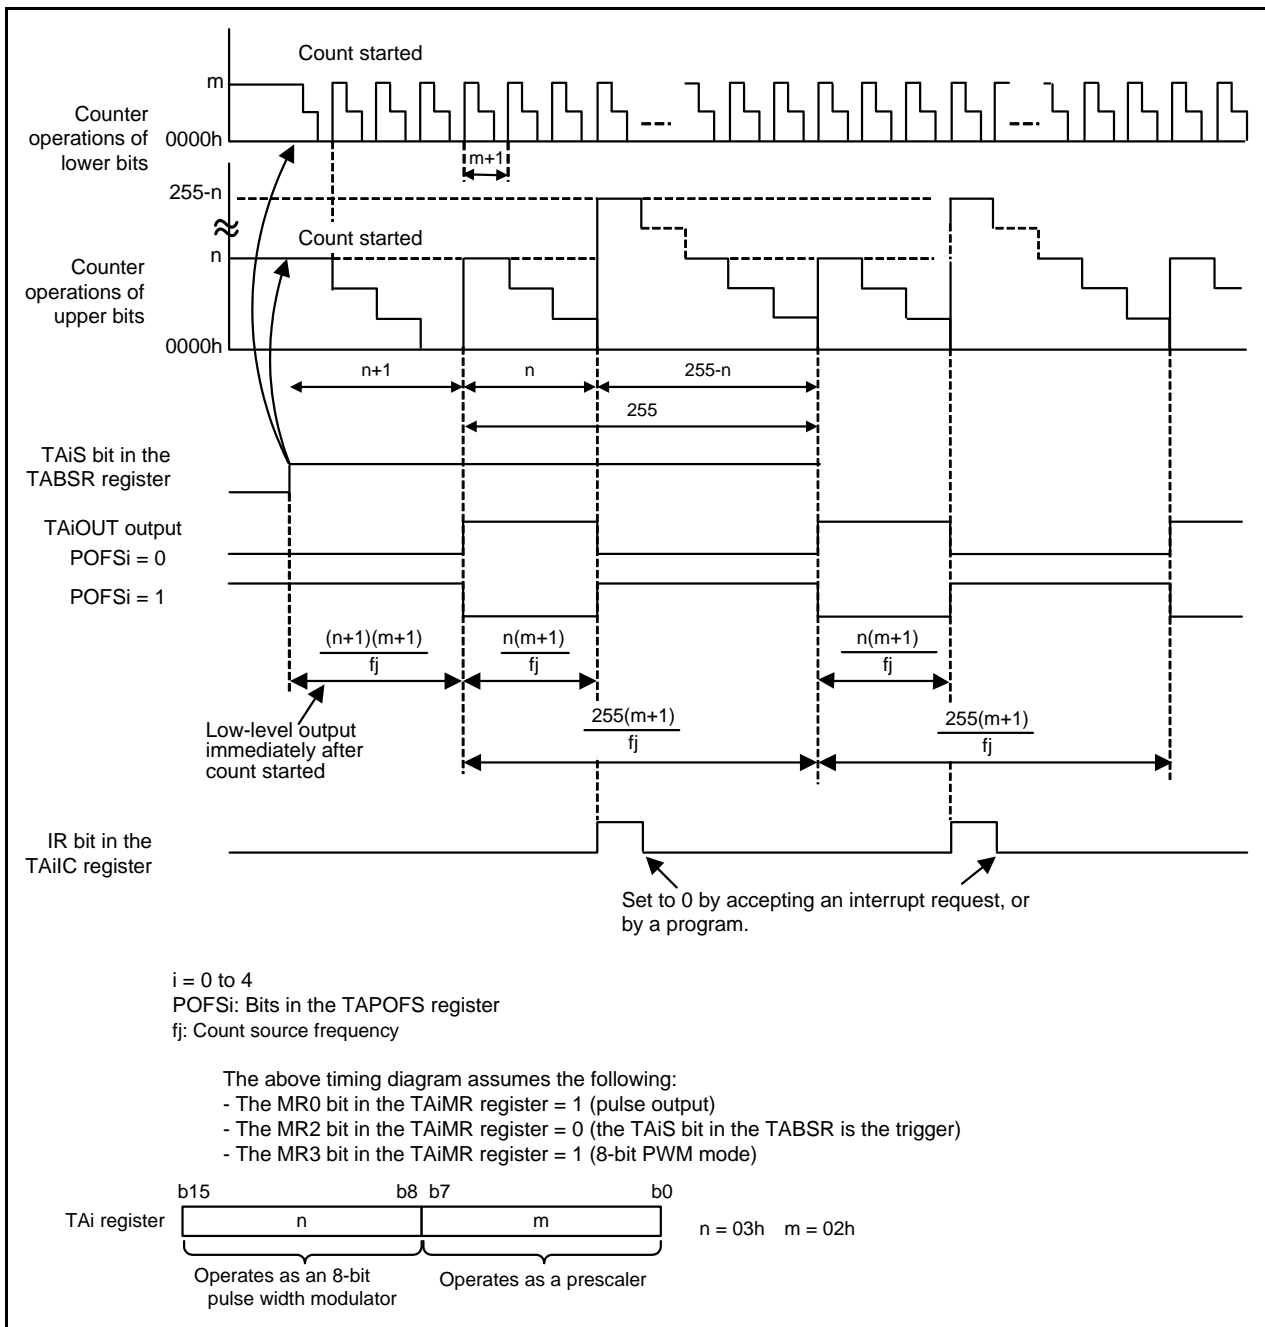 Count started
m
Counter
operations of
lower bits
0000h
m+1
255-n
Count started
n
Counter
operations of
upper bits
0000h
n+1
n
255-n
255
TAiS bit in the
TABSR register
TAiOUT output
POFSi = 0
POFSi = 1
(n+1)(m+1)
fj
n(m+1)
fj
n(m+1)
fj
Low-level output
immediately after
count started
255(m+1)
fj
255(m+1)
fj
IR bit in the
TAiIC register
Set to 0 by accepting an interrupt request, or
by a program.
i = 0 to 4
POFSi: Bits in the TAPOFS register
fj: Count source frequency
The above timing diagram assumes the following:
- The MR0 bit in the TAiMR register = 1 (pulse output)
- The MR2 bit in the TAiMR register = 0 (the TAiS bit in the TABSR is the trigger)
- The MR3 bit in the TAiMR register = 1 (8-bit PWM mode)
b15 b8 b7 b0
TAi register n m n = 03h m = 02h
Operates as an 8-bit
pulse width modulator
Operates as a prescaler